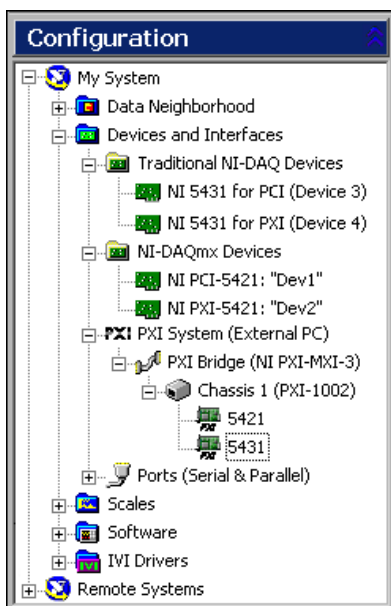 Configuration
My System
Data Neighborhood
Devices and Interfaces
Traditional NI-DAQ Devices
NI 5431 for PCI (Device 3)
NI 5431 for PXI (Device 4)
NI-DAQmx Devices
NI PCI-5421: "Dev1"
NI PXI-5421: "Dev2"
PXI PXI System (External PC)
PXI Bridge (NI PXI-MXI-3)
Chassis 1 (PXI-1002)
PXI 5421
PXI 5431
Ports (Serial & Parallel)
Scales
Software
IVI IVI Drivers
Remote Systems